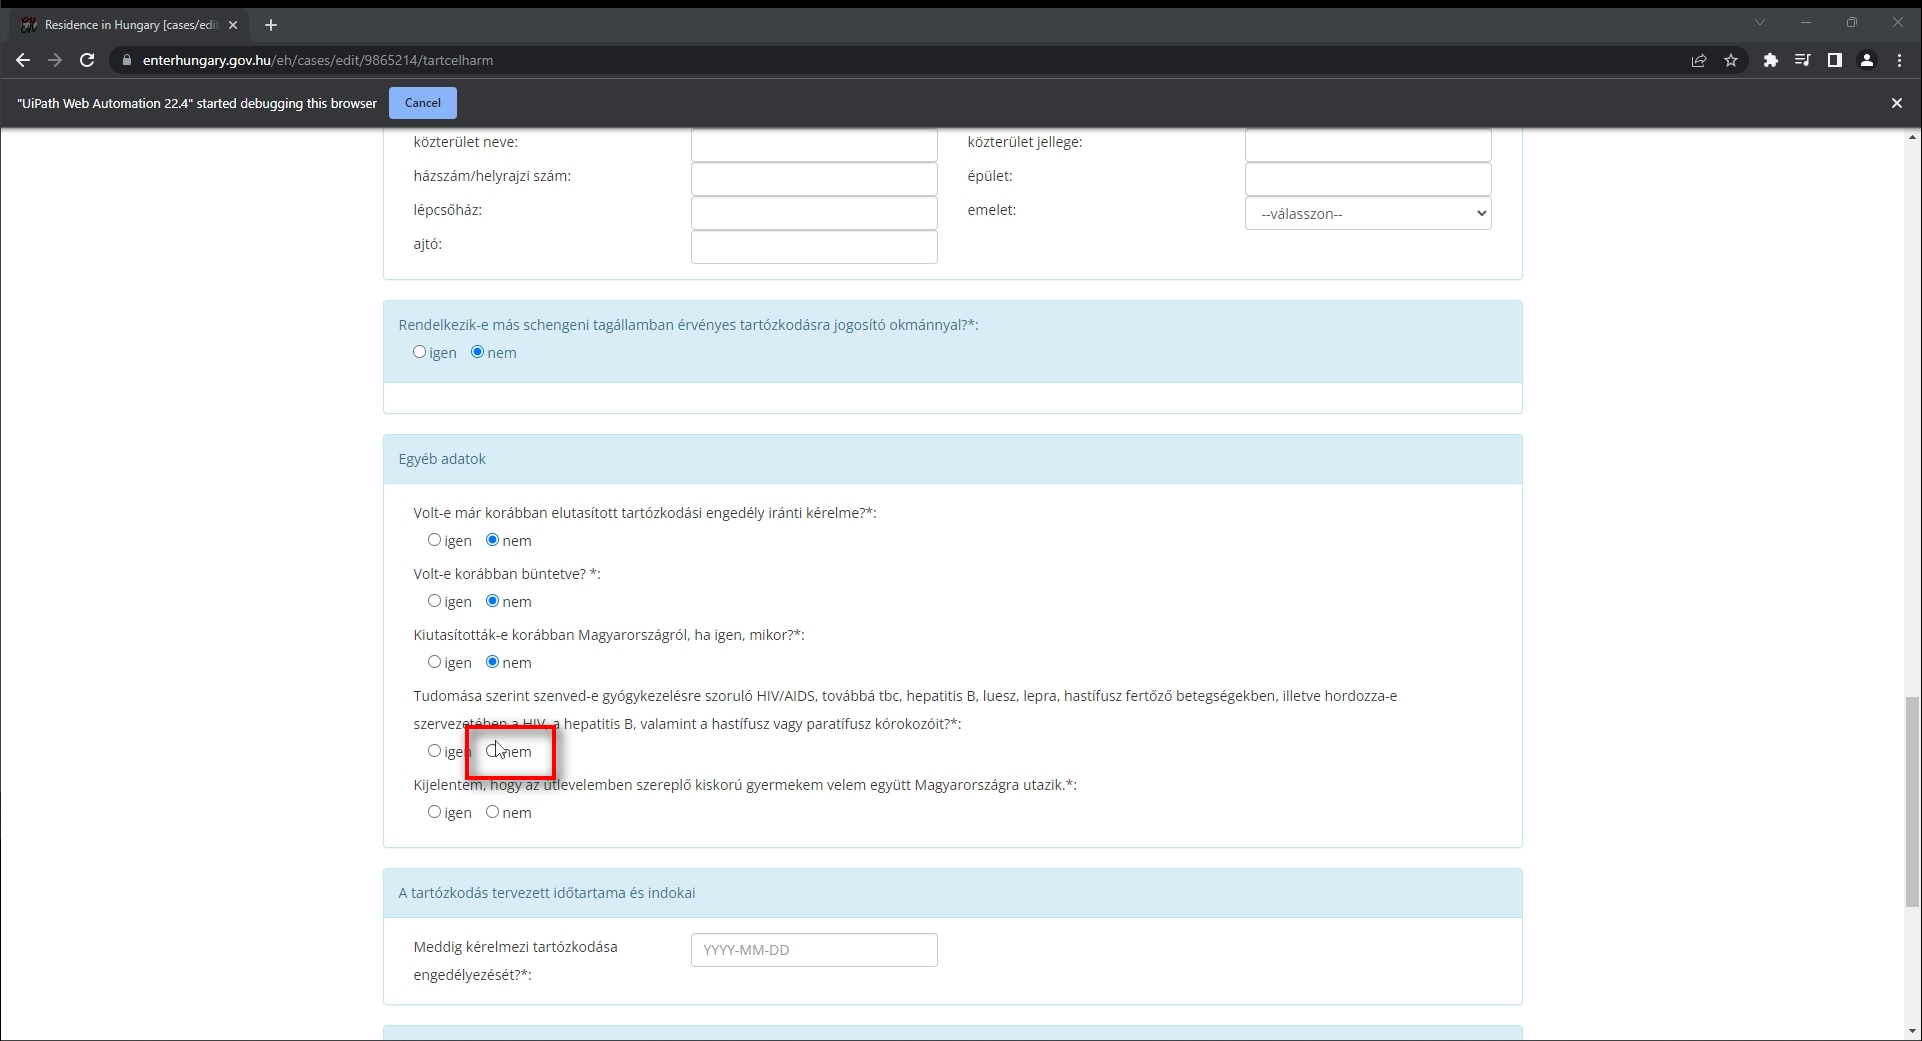 Residence in Hungary [cases/edit
enterhungary.gov.hu/eh/cases/edit/9865214/tartcelharm
"UiPath Web Automation 22.4" started debugging this browser Cancel
közterület neve: közterület jellege:
házszám/helyrajzi szám: épület:
lépcsőház: emelet: --válasszon--
ajtó:
Rendelkezik-e más schengeni tagállamban érvényes tartózkodásra jogosító okmánnyal?*:
igen nem
Egyéb adatok
Volt-e már korábban elutasított tartózkodási engedély iránti kérelme?*:
igen nem
Volt-e korábban büntetve? *:
igen nem
Kiutasították-e korábban Magyarországról, ha igen, mikor?*:
igen nem
Tudomása szerint szenved-e gyógykezelésre szoruló HIV/AIDS, továbbá tbc, hepatitis B, luesz, lepra, hastífusz fertőző betegségekben, illetve hordozza-e
szervezetében a HIV, a hepatitis B, valamint a hastífusz vagy paratífusz kórokozóit?*:
igen nem
Kijelentem, hogy az útlevelemben szereplő kiskorú gyermekem velem együtt Magyarországra utazik.*:
igen nem
A tartózkodás tervezett időtartama és indokai
Meddig kérelmezi tartózkodása YYYY-MM-DD
engedélyezését?*: